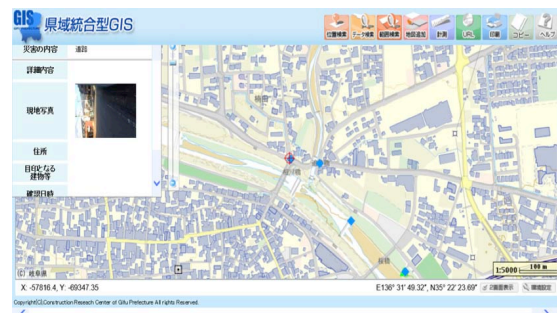 GIS 県域統合型GIS
位置検索 データ検索 範囲検索 地図追加 計測 URL 印刷 コピー ヘルプ
災害の内容 道路
詳細内容
現地写真
住所
目印となる
建物等
確認日時
桜橋
(C) 岐阜県
1:5000 100 m
X: -57816.4, Y: -69347.35
E136° 31' 49.32", N35° 22' 23.69"
2画面表示 環境設定
Copyright(C)Construction Reseach Center of Gifu Prefecture All rights Reserved.